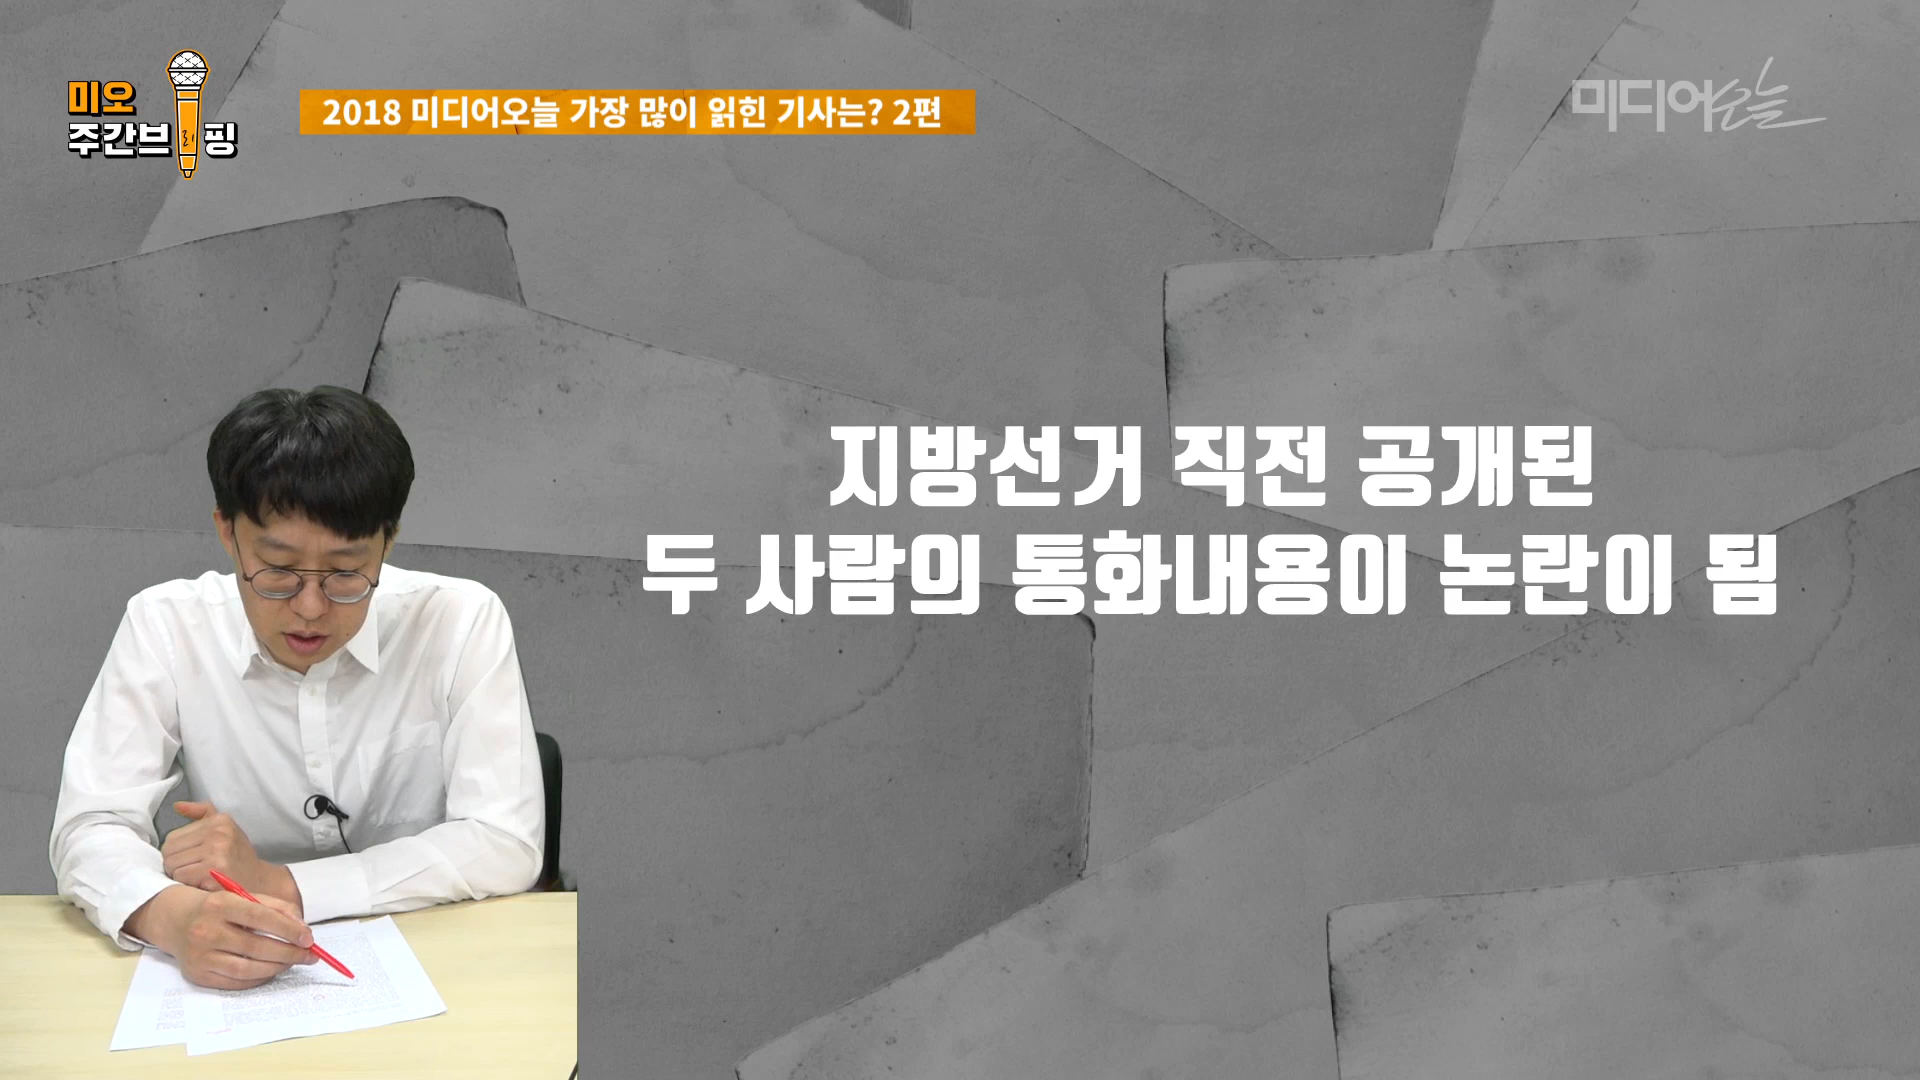 미오
주간브리핑
2018 미디어오늘 가장 많이 읽힌 기사는? 2편
미디어오늘
지방선거 직전 공개된
두 사람의 통화내용이 논란이 됨